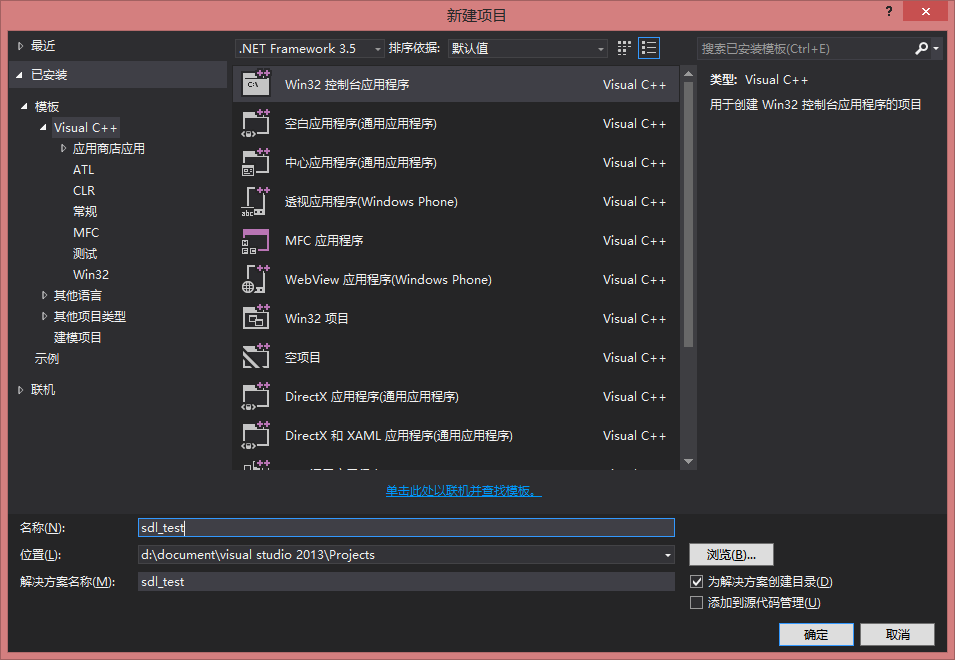 新建项目
?
最近
.NET Framework 3.5
排序依据:
默认值
搜索已安装模板(Ctrl+E)
已安装
模板
Visual C++
应用商店应用
ATL
CLR
常规
MFC
测试
Win32
其他语言
其他项目类型
建模项目
示例
联机
Win32 控制台应用程序 Visual C++
空白应用程序(通用应用程序) Visual C++
中心应用程序(通用应用程序) Visual C++
透视应用程序(Windows Phone) Visual C++
MFC 应用程序 Visual C++
WebView 应用程序(Windows Phone) Visual C++
Win32 项目 Visual C++
空项目 Visual C++
DirectX 应用程序(通用应用程序) Visual C++
DirectX 和 XAML 应用程序(通用应用程序) Visual C++
类型: Visual C++
用于创建 Win32 控制台应用程序的项目
单击此处以联机并查找模板。
名称(N): sdl_test
位置(L): d:\document\visual studio 2013\Projects
浏览(B)...
解决方案名称(M): sdl_test
为解决方案创建目录(D)
添加到源代码管理(U)
确定
取消